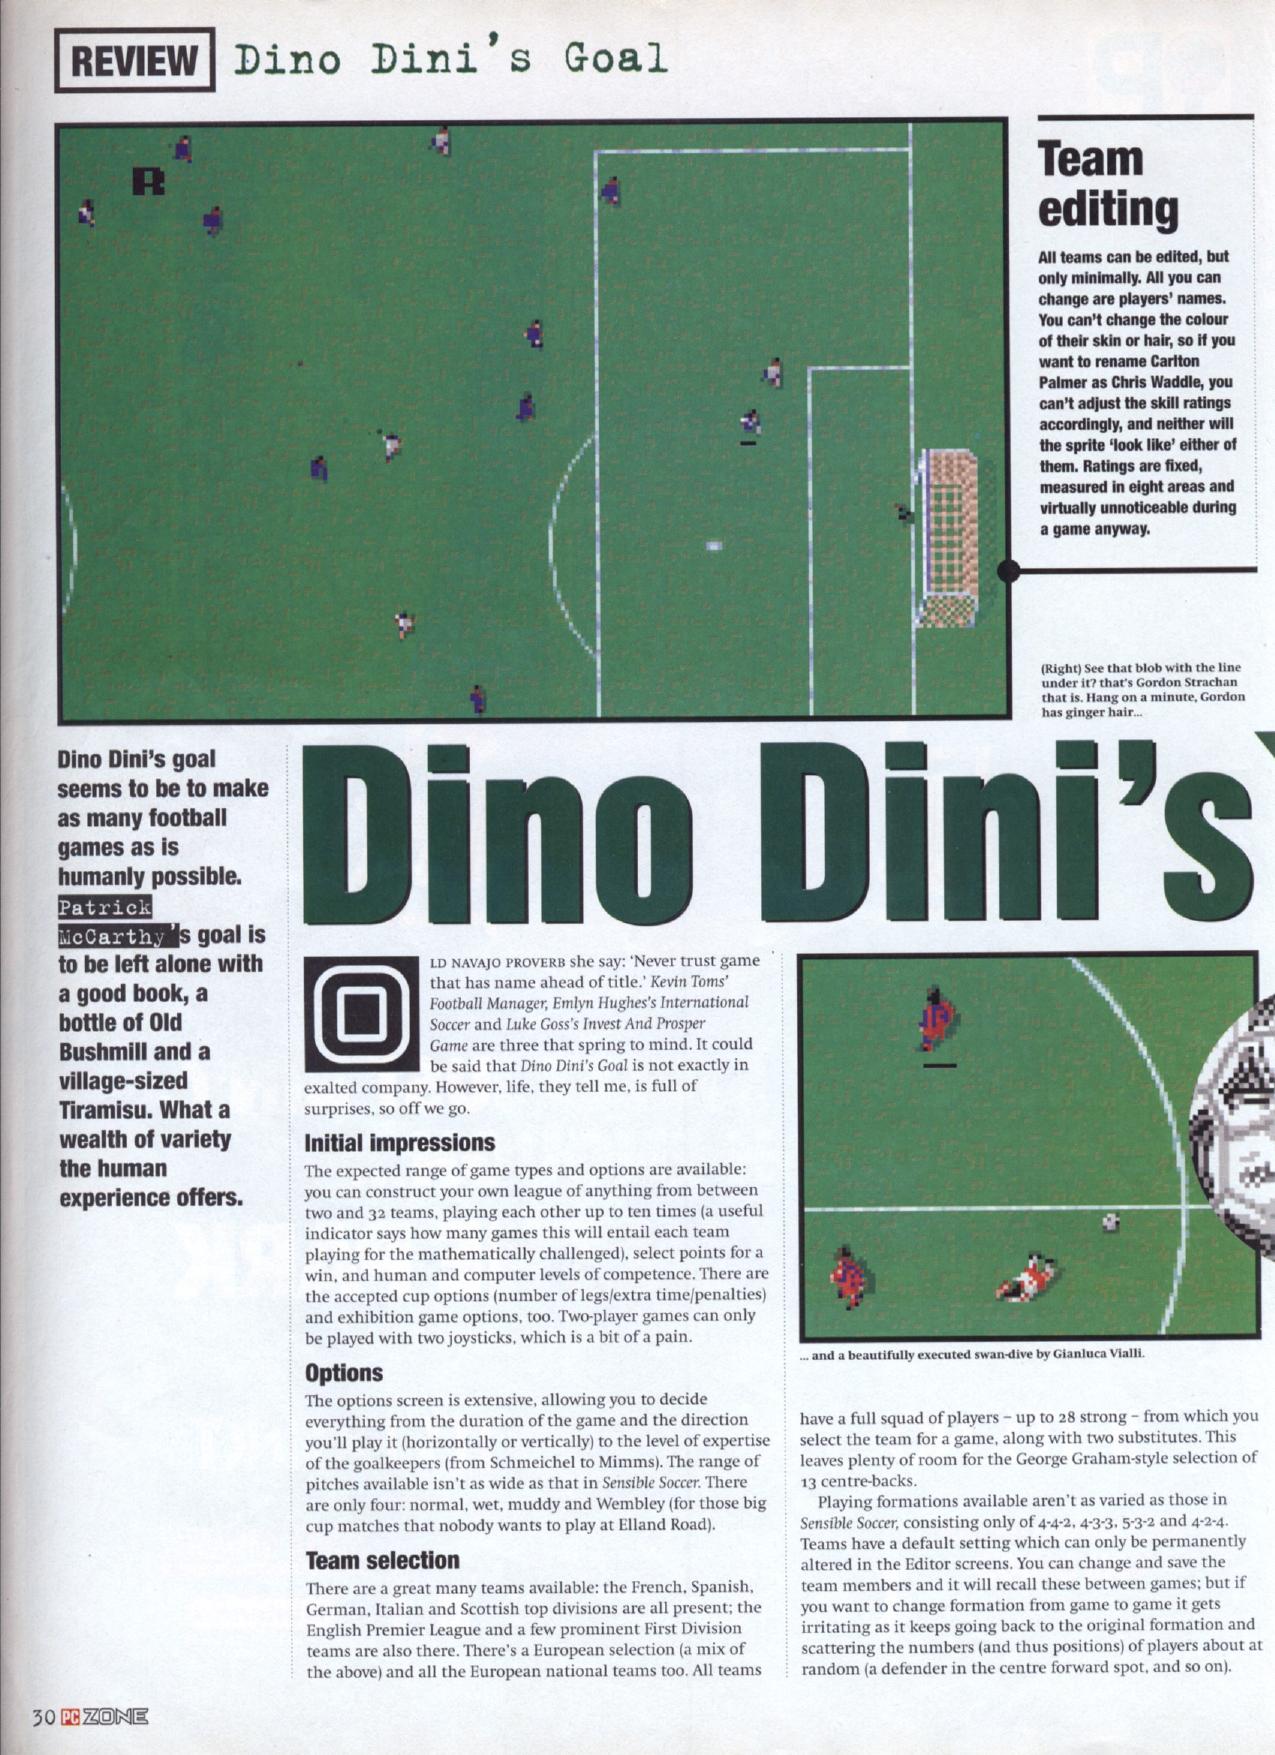 REVIEW Dino Dini's Goal
R
Team
editing
All teams can be edited, but
only minimally. All you can
change are players' names.
You can't change the colour
of their skin or hair, so if you
want to rename Carlton
Palmer as Chris Waddle, you
can't adjust the skill ratings
accordingly, and neither will
the sprite 'look like' either of
them. Ratings are fixed,
measured in eight areas and
virtually unnoticeable during
a game anyway.
(Right) See that blob with the line
under it? that's Gordon Strachan
that is. Hang on a minute, Gordon
has ginger hair...
Dino Dini's goal
seems to be to make
as many football
games as is
humanly possible.
Patrick
McCarthy's goal is
to be left alone with
a good book, a
bottle of Old
Bushmill and a
village-sized
Tiramisu. What a
wealth of variety
the human
experience offers.
Dino Dini's
OLD NAVAJO PROVERB she say: 'Never trust game
that has name ahead of title.' Kevin Toms'
Football Manager, Emlyn Hughes's International
Soccer and Luke Goss's Invest And Prosper
Game are three that spring to mind. It could
be said that Dino Dini's Goal is not exactly in
exalted company. However, life, they tell me, is full of
surprises, so off we go.
Initial impressions
The expected range of game types and options are available:
you can construct your own league of anything from between
two and 32 teams, playing each other up to ten times (a useful
indicator says how many games this will entail each team
playing for the mathematically challenged), select points for a
win, and human and computer levels of competence. There are
the accepted cup options (number of legs/extra time/penalties)
and exhibition game options, too. Two-player games can only
be played with two joysticks, which is a bit of a pain.
Options
The options screen is extensive, allowing you to decide
everything from the duration of the game and the direction
you'll play it (horizontally or vertically) to the level of expertise
of the goalkeepers (from Schmeichel to Mimms). The range of
pitches available isn't as wide as that in Sensible Soccer. There
are only four: normal, wet, muddy and Wembley (for those big
cup matches that nobody wants to play at Elland Road).
Team selection
There are a great many teams available: the French, Spanish,
German, Italian and Scottish top divisions are all present; the
English Premier League and a few prominent First Division
teams are also there. There's a European selection (a mix of
the above) and all the European national teams too. All teams
... and a beautifully executed swan-dive by Gianluca Vialli.
have a full squad of players – up to 28 strong – from which you
select the team for a game, along with two substitutes. This
leaves plenty of room for the George Graham-style selection of
13 centre-backs.
Playing formations available aren't as varied as those in
Sensible Soccer, consisting only of 4-4-2, 4-3-3, 5-3-2 and 4-2-4.
Teams have a default setting which can only be permanently
altered in the Editor screens. You can change and save the
team members and it will recall these between games; but if
you want to change formation from game to game it gets
irritating as it keeps going back to the original formation and
scattering the numbers (and thus positions) of players about at
random (a defender in the centre forward spot, and so on).
30 PC ZONE